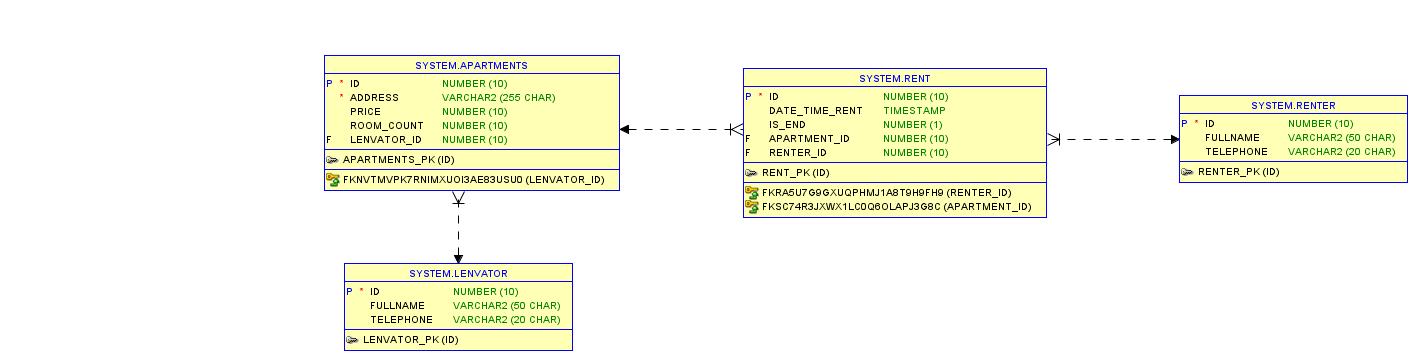 SYSTEM.APARTMENTS
P * ID NUMBER (10)
* ADDRESS VARCHAR2 (255 CHAR)
PRICE NUMBER (10)
ROOM_COUNT NUMBER (10)
F LENVATOR_ID NUMBER (10)
APARTMENTS_PK (ID)
FKNVTMVPK7RNIMXUOI3AE83USU0 (LENVATOR_ID)
SYSTEM.RENT
P * ID NUMBER (10)
DATE_TIME_RENT TIMESTAMP
IS_END NUMBER (1)
F APARTMENT_ID NUMBER (10)
F RENTER_ID NUMBER (10)
RENT_PK (ID)
FKRA5U7G9GXUQPHMJ1A8T9H9FH9 (RENTER_ID)
FKSC74R3JXWX1LC0Q6OLAPJ3G8C (APARTMENT_ID)
SYSTEM.RENTER
P * ID NUMBER (10)
FULLNAME VARCHAR2 (50 CHAR)
TELEPHONE VARCHAR2 (20 CHAR)
RENTER_PK (ID)
SYSTEM.LENVATOR
P * ID NUMBER (10)
FULLNAME VARCHAR2 (50 CHAR)
TELEPHONE VARCHAR2 (20 CHAR)
LENVATOR_PK (ID)